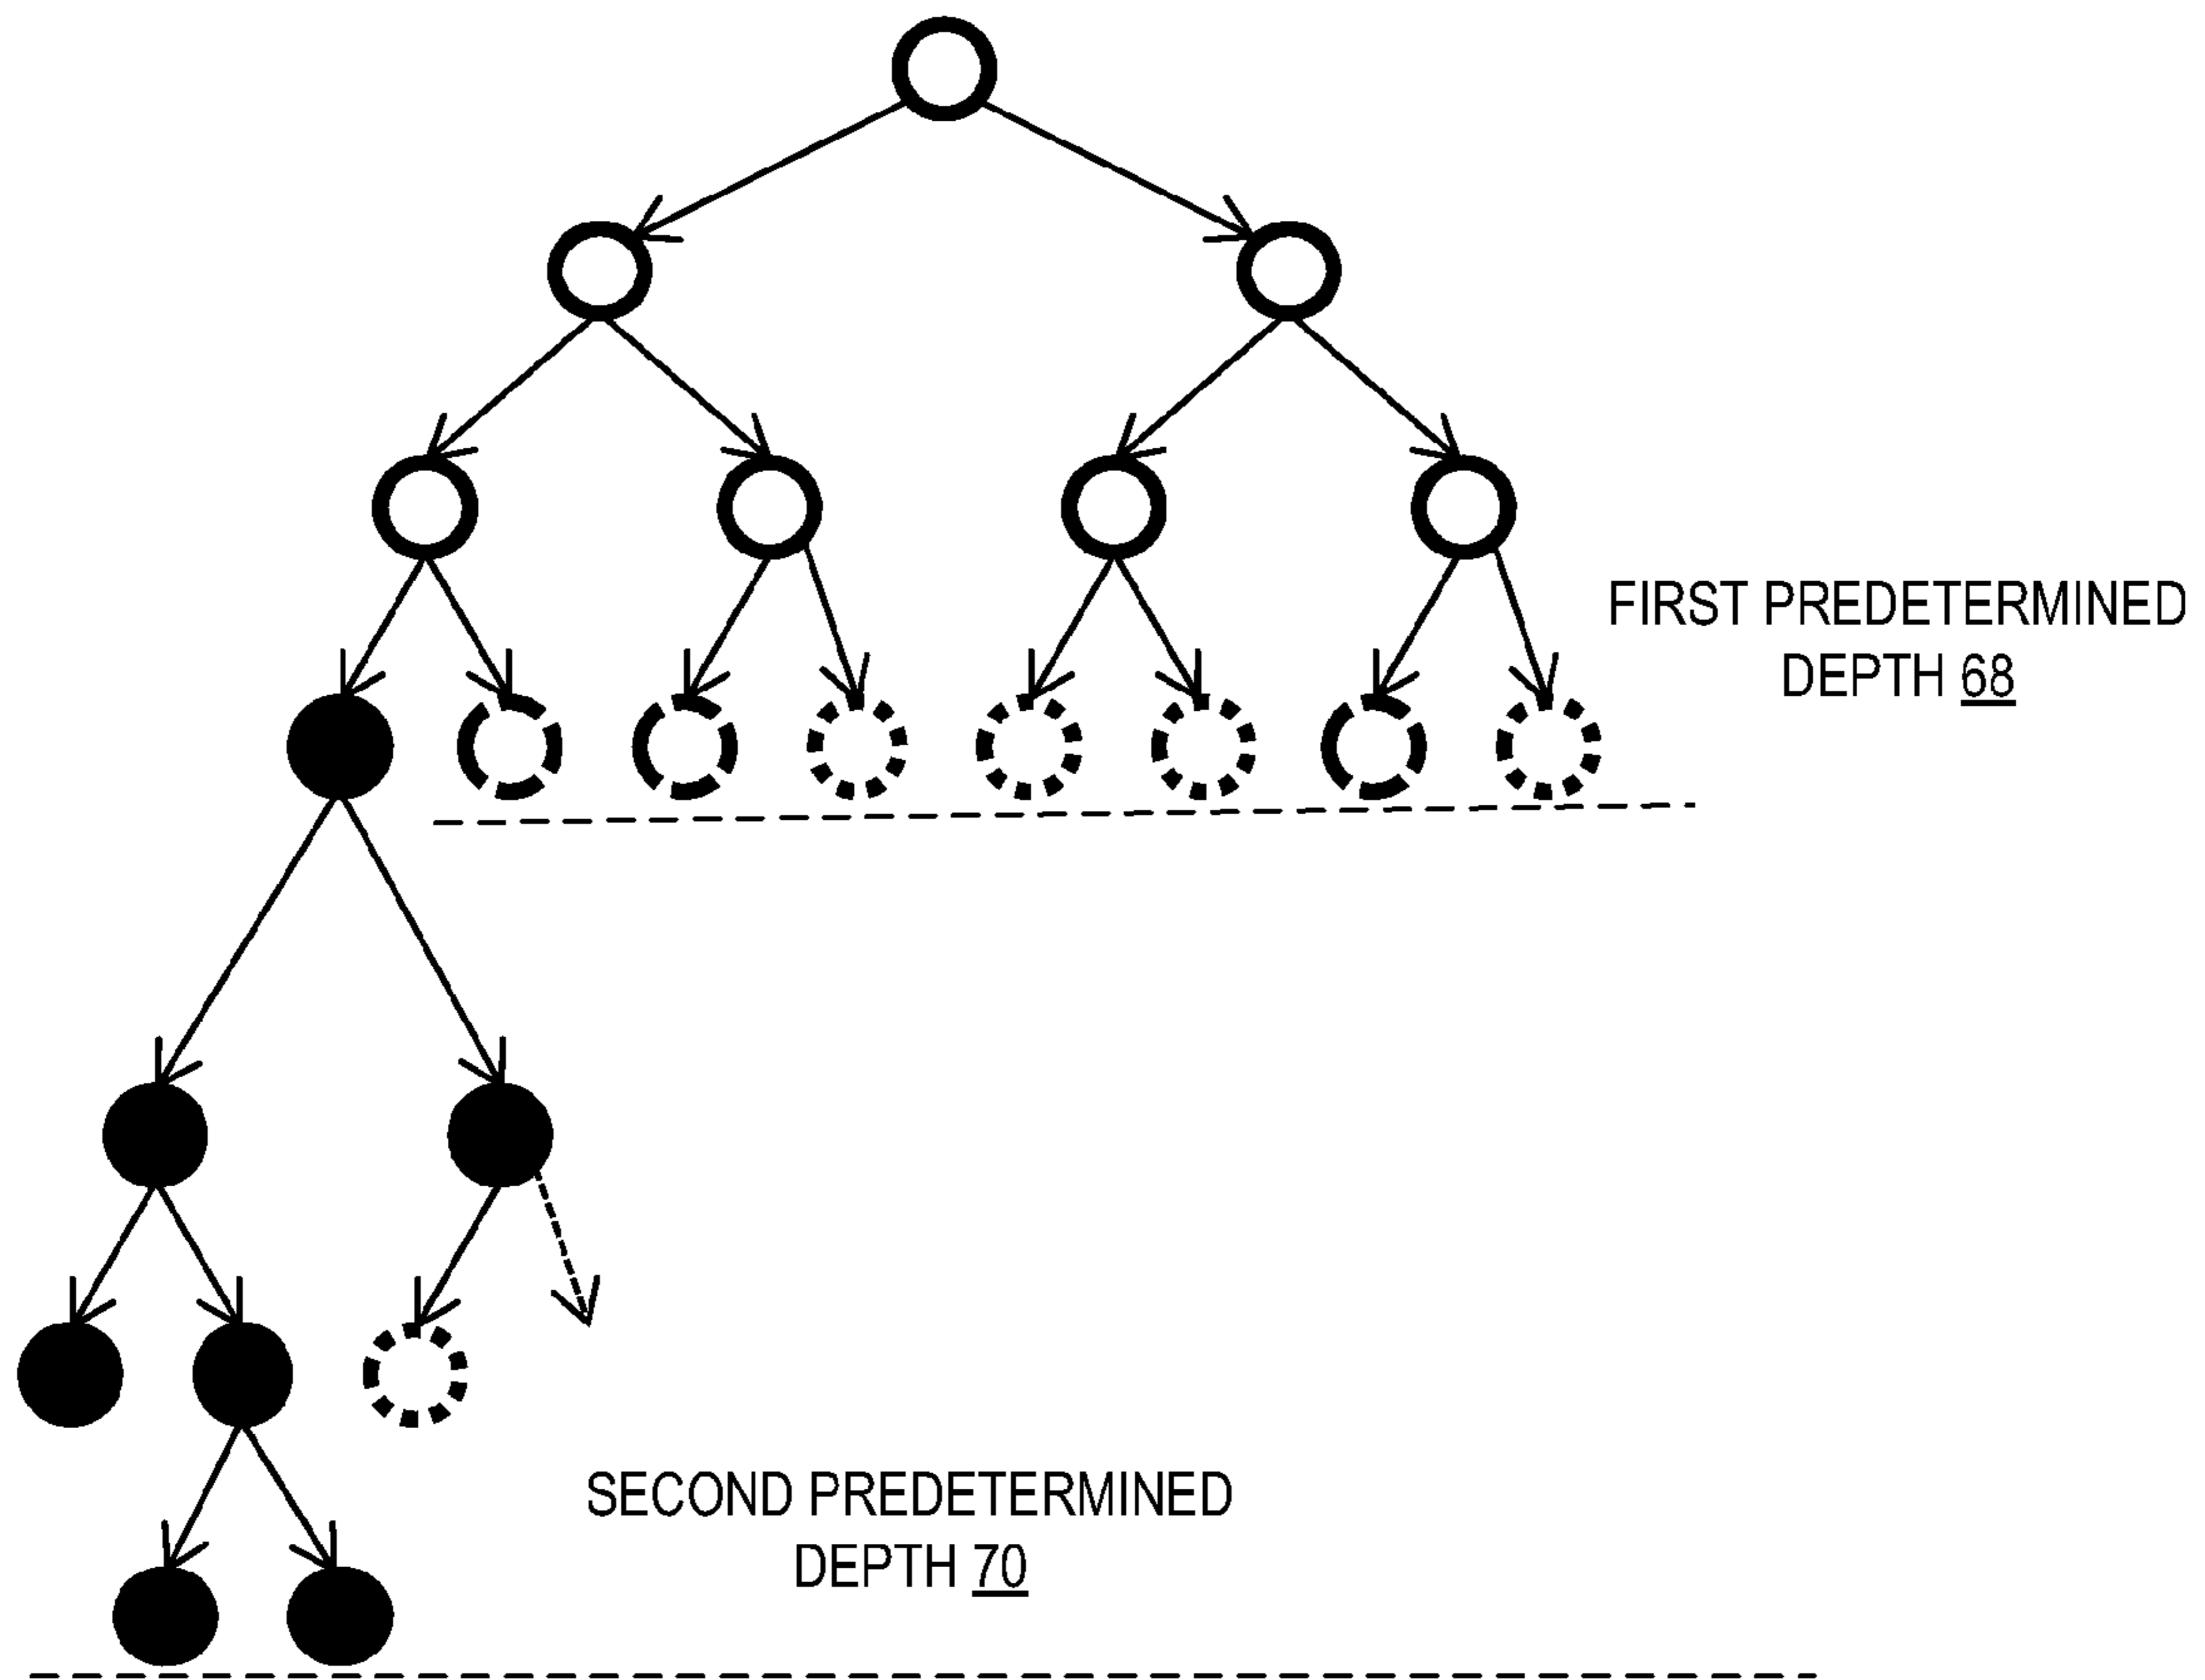 FIRST PREDETERMINED
DEPTH 68
SECOND PREDETERMINED
DEPTH 70